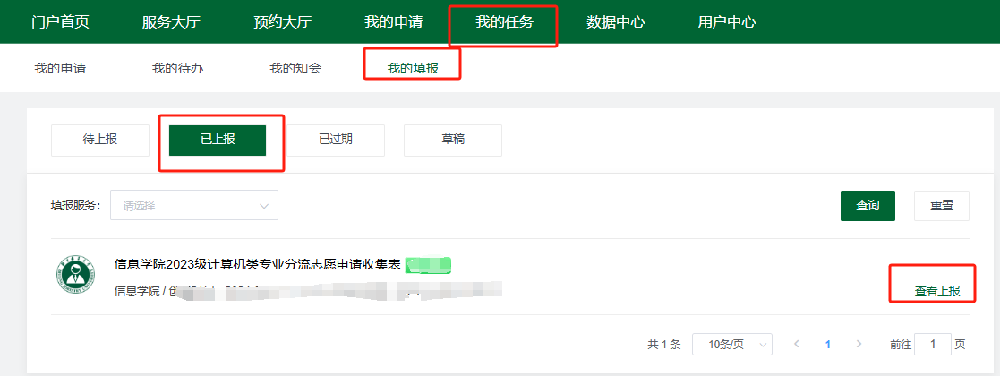 门户首页 服务大厅 预约大厅 我的申请 我的任务 数据中心 用户中心
我的申请 我的待办 我的知会 我的填报
待上报 已上报 已过期 草稿
填报服务： 请选择 查询 重置
信息学院2023级计算机类专业分流志愿申请收集表
信息学院 /
查看上报
共 1 条 10条/页 1 前往 1 页